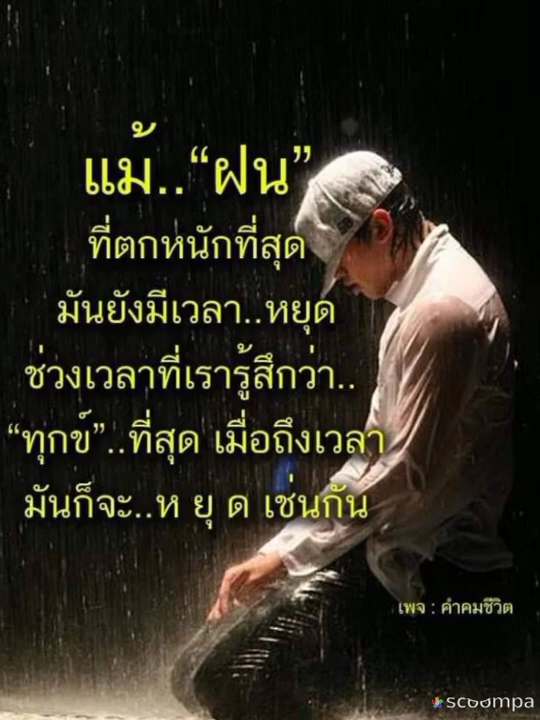 แม้.."ฝน"
ที่ตกหนักที่สุด
มันยังมีเวลา..หยุด
ช่วงเวลาที่เรารู้สึกว่า..
"ทุกข์"..ที่สุด เมื่อถึงเวลา
มันก็จะ..ห ยุ ด เช่นกัน
เพจ : คำคมชีวิต
scoompa